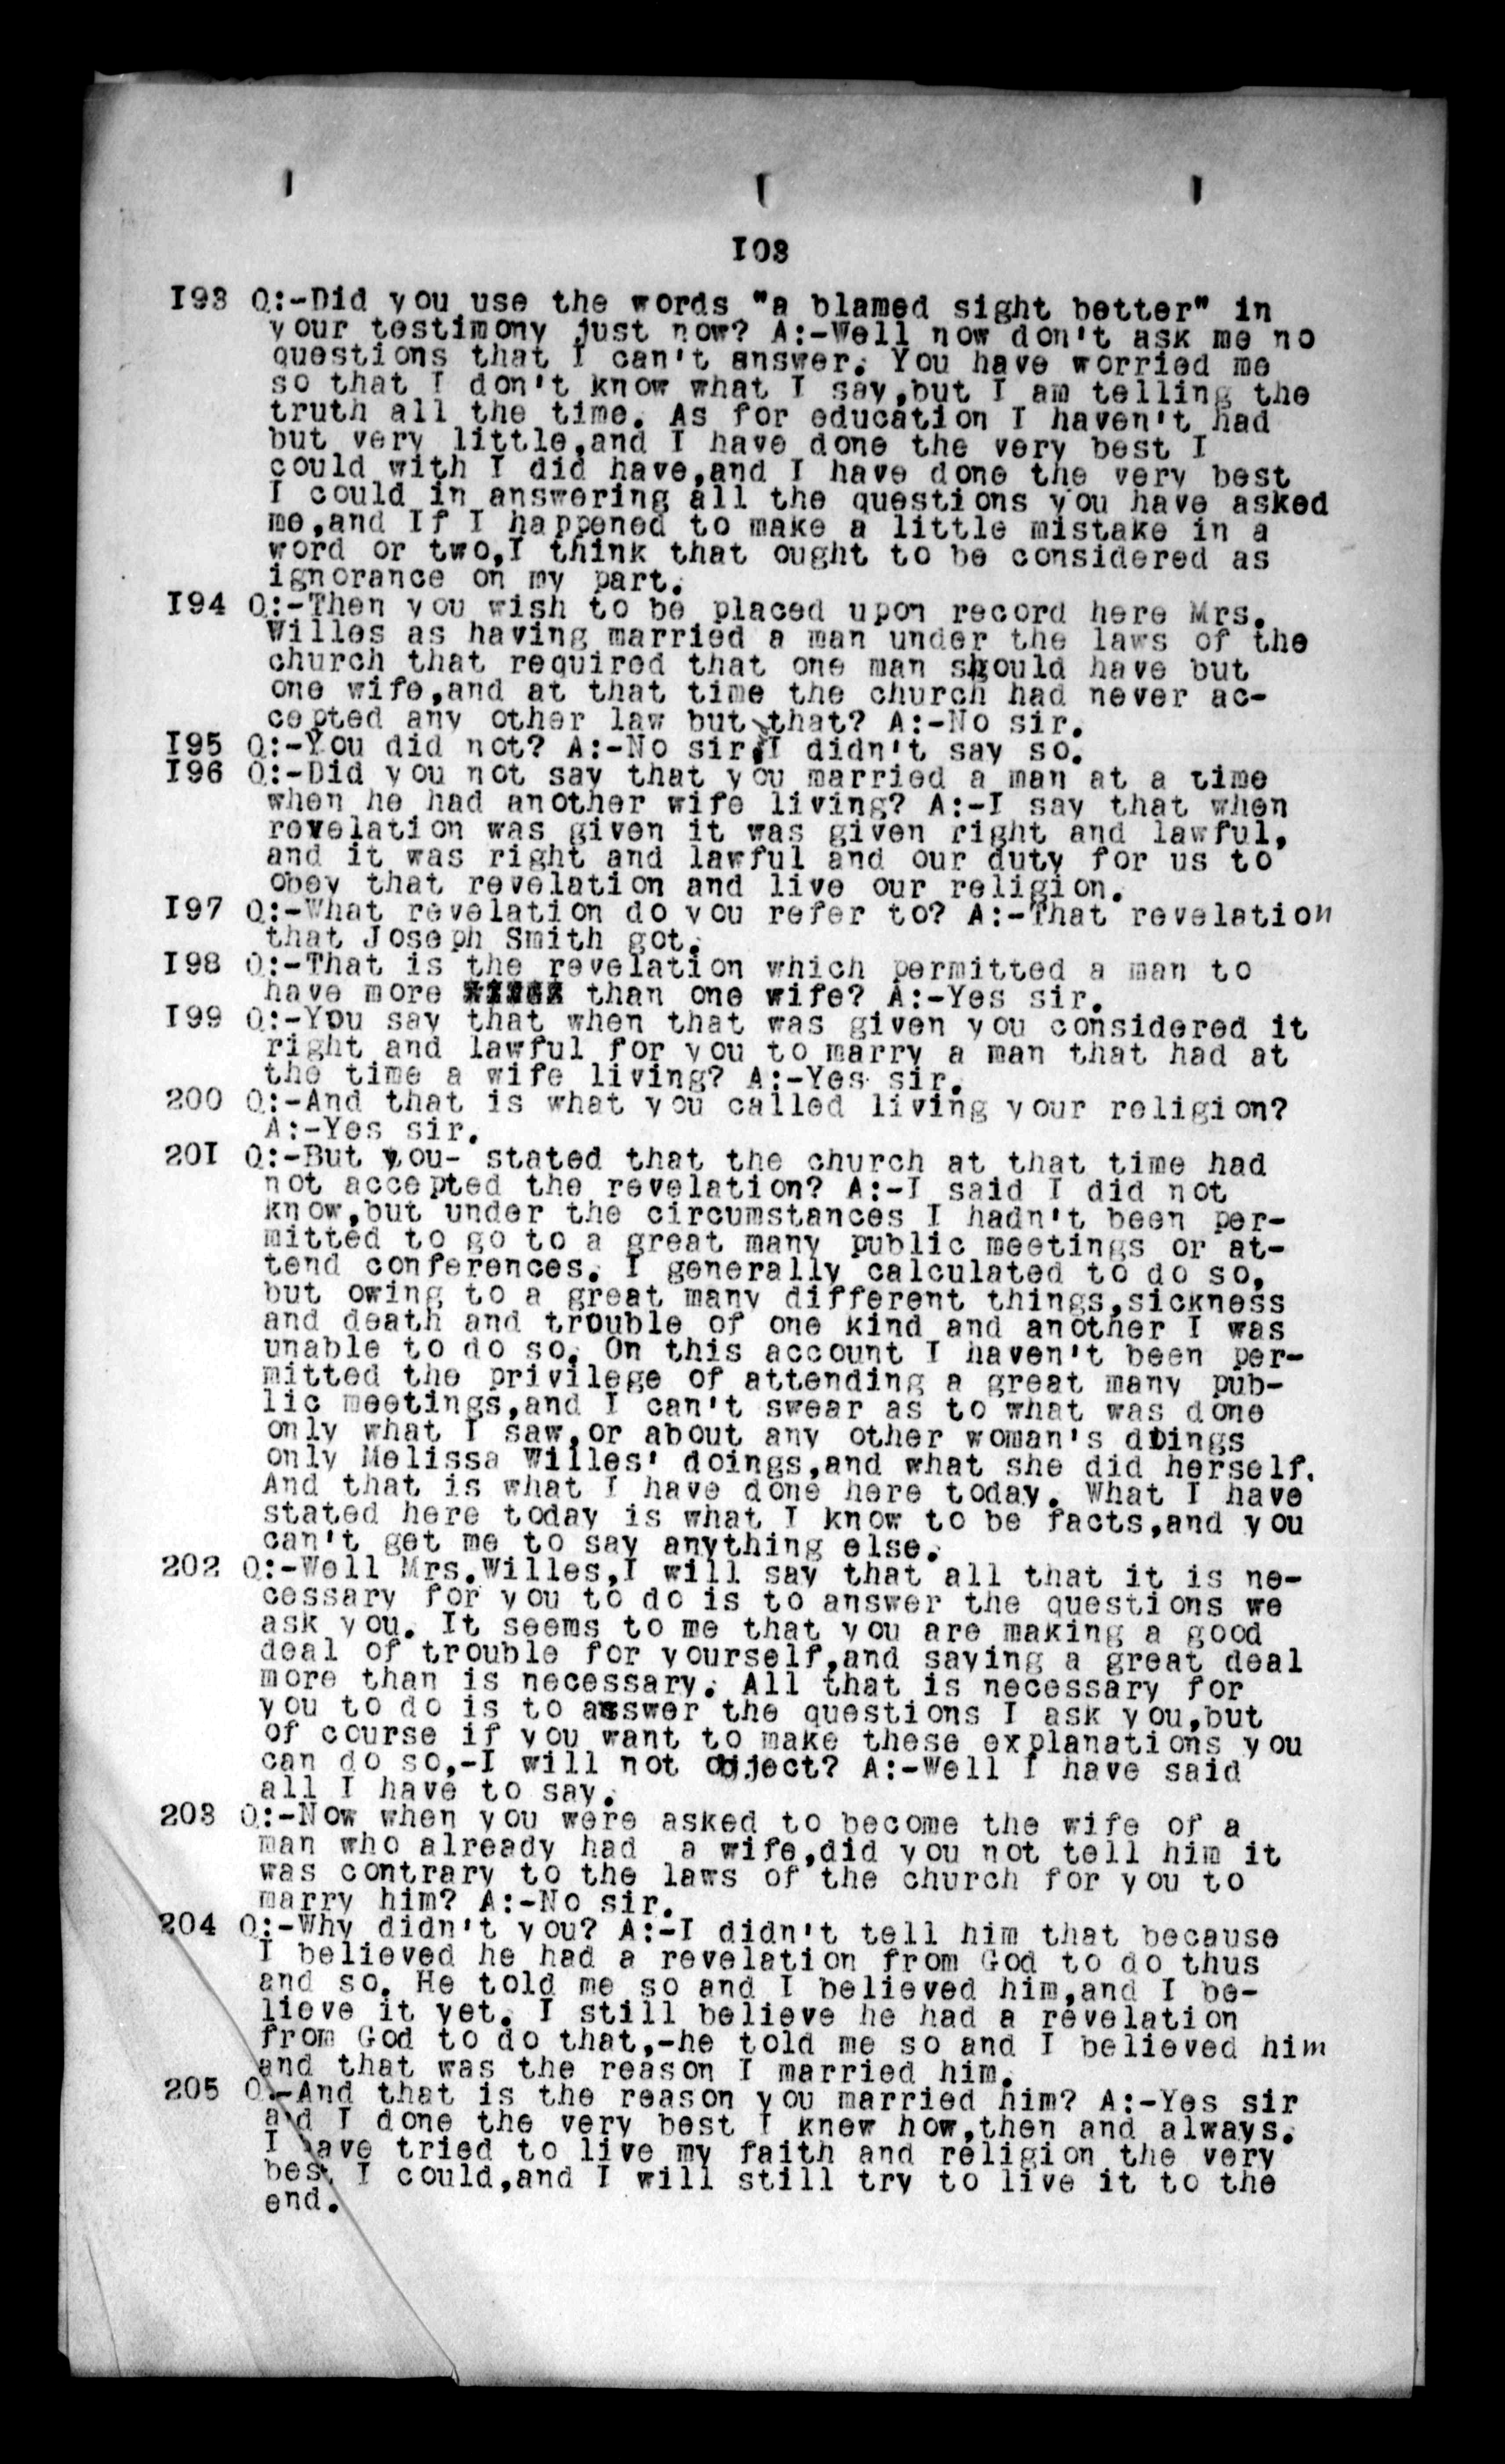 I03
I93 Q:-Did you use the words "a blamed sight better" in
your testimony just now? A:-Well now don't ask me no
questions that I can't answer. You have worried me
so that I don't know what I say,but I am telling the
truth all the time. As for education I haven't had
but very little,and I have done the very best I
could with I did have,and I have done the very best
I could in answering all the questions you have asked
me,and If I happened to make a little mistake in a
word or two,I think that ought to be considered as
ignorance on my part.
I94 Q:-Then you wish to be placed upon record here Mrs.
Willes as having married a man under the laws of the
church that required that one man should have but
one wife,and at that time the church had never ac-
cepted any other law but that? A:-No sir.
I95 Q:-You did not? A:-No sir,I didn't say so.
I96 Q:-Did you not say that you married a man at a time
when he had another wife living? A:-I say that when
revelation was given it was given right and lawful,
and it was right and lawful and our duty for us to
obey that revelation and live our religion.
I97 Q:-What revelation do you refer to? A:-That revelation
that Joseph Smith got.
I98 Q:-That is the revelation which permitted a man to
have more than one wife? A:-Yes sir.
I99 Q:-You say that when that was given you considered it
right and lawful for you to marry a man that had at
the time a wife living? A:-Yes sir.
200 Q:-And that is what you called living your religion?
A:-Yes sir.
20I Q:-But you- stated that the church at that time had
not accepted the revelation? A:-I said I did not
know,but under the circumstances I hadn't been per-
mitted to go to a great many public meetings or at-
tend conferences. I generally calculated to do so,
but owing to a great many different things,sickness
and death and trouble of one kind and another I was
unable to do so. On this account I haven't been per-
mitted the privilege of attending a great many pub-
lic meetings,and I can't swear as to what was done
only what I saw,or about any other woman's doings
only Melissa Willes' doings,and what she did herself.
And that is what I have done here today. What I have
stated here today is what I know to be facts,and you
can't get me to say anything else.
202 Q:-Well Mrs.Willes,I will say that all that it is ne-
cessary for you to do is to answer the questions we
ask you. It seems to me that you are making a good
deal of trouble for yourself,and saying a great deal
more than is necessary. All that is necessary for
you to do is to answer the questions I ask you,but
of course if you want to make these explanations you
can do so,-I will not object? A:-Well I have said
all I have to say.
203 Q:-Now when you were asked to become the wife of a
man who already had a wife,did you not tell him it
was contrary to the laws of the church for you to
marry him? A:-No sir.
204 Q:-Why didn't you? A:-I didn't tell him that because
I believed he had a revelation from God to do thus
and so. He told me so and I believed him,and I be-
lieve it yet. I still believe he had a revelation
from God to do that,-he told me so and I believed him
and that was the reason I married him.
205 Q:-And that is the reason you married him? A:-Yes sir
and I done the very best I knew how,then and always.
I have tried to live my faith and religion the very
best I could,and I will still try to live it to the
end.